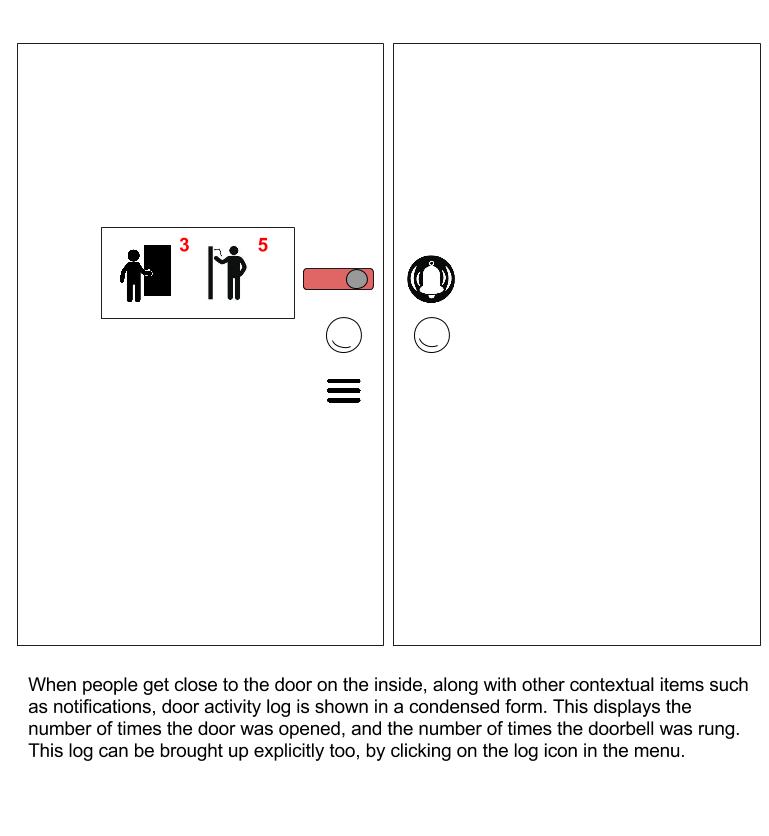 3
5
When people get close to the door on the inside, along with other contextual items such
as notifications, door activity log is shown in a condensed form. This displays the
number of times the door was opened, and the number of times the doorbell was rung.
This log can be brought up explicitly too, by clicking on the log icon in the menu.